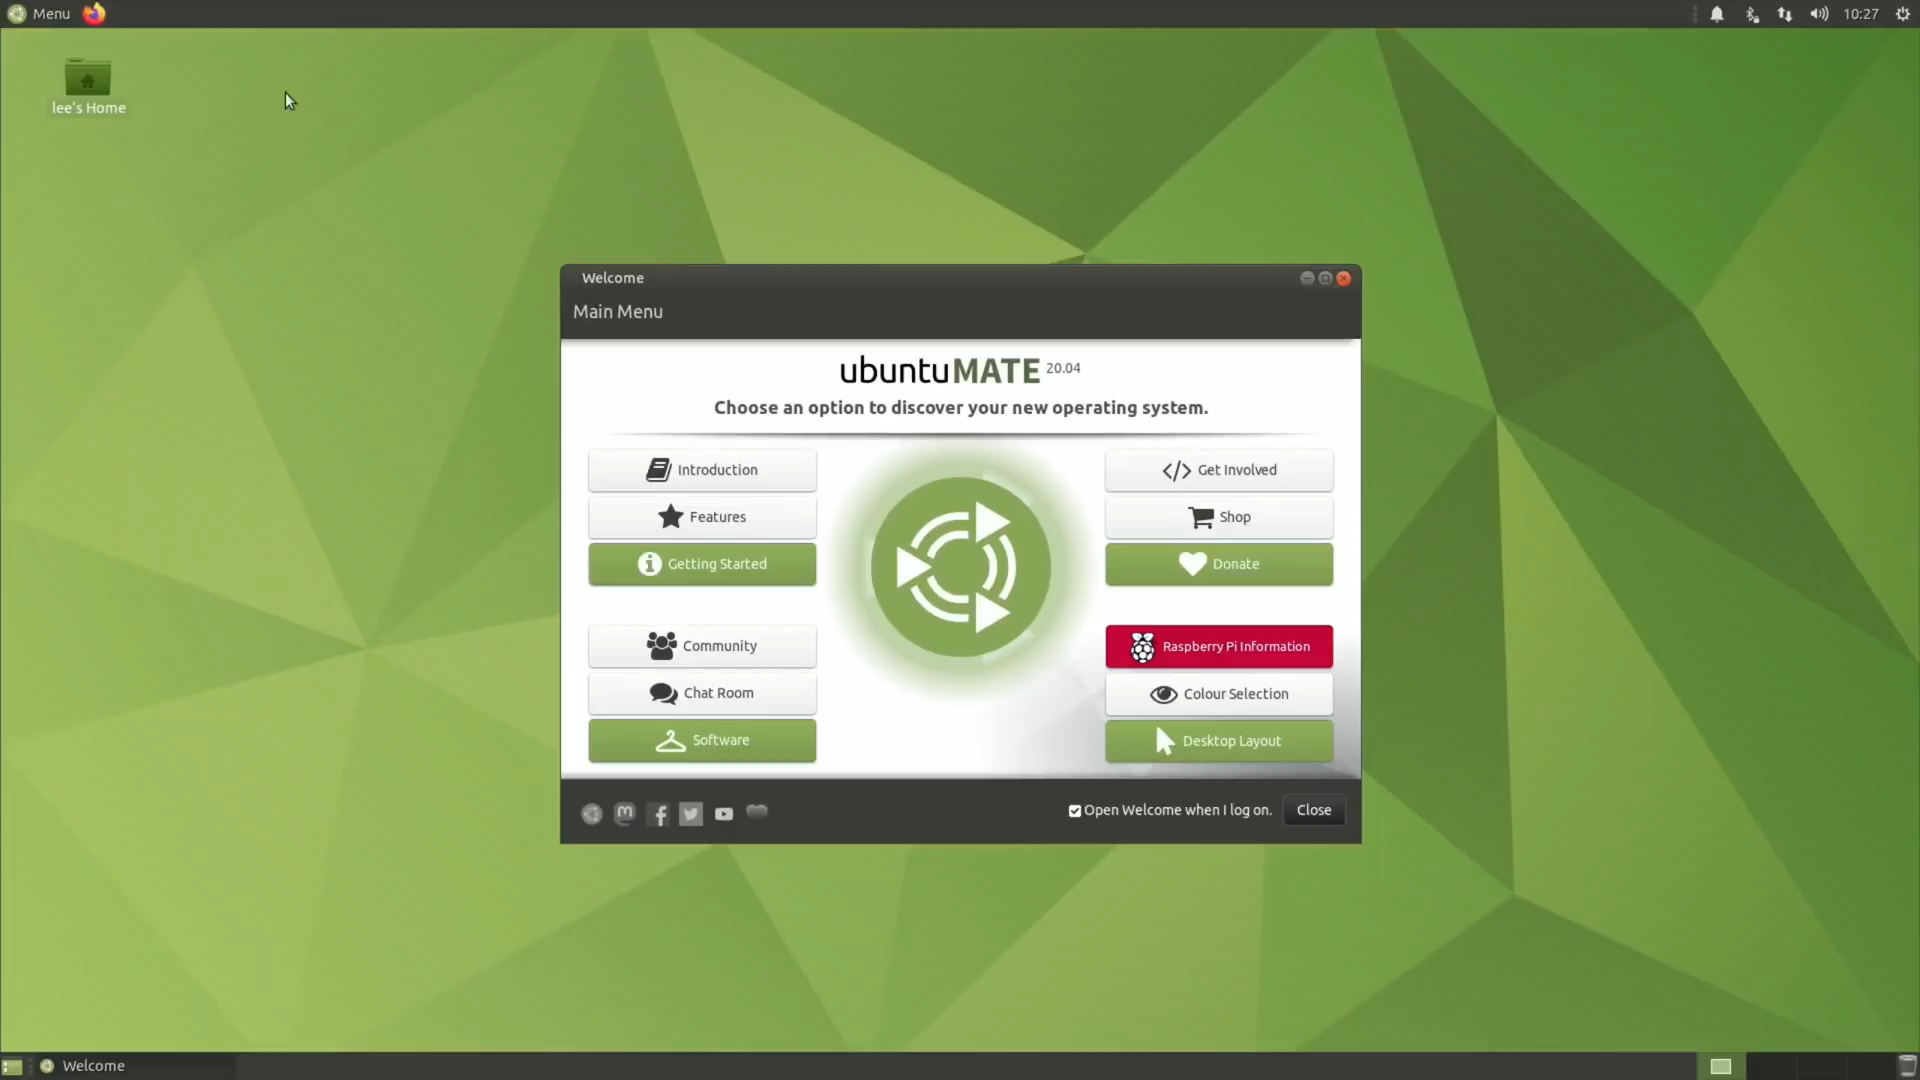 Menu
10:27
lee's Home
Welcome
Main Menu
ubuntu MATE 20.04
Choose an option to discover your new operating system.
Introduction
Features
Getting Started
Community
Chat Room
Software
Get Involved
Shop
Donate
Raspberry Pi Information
Colour Selection
Desktop Layout
Open Welcome when I log on.
Close
Welcome